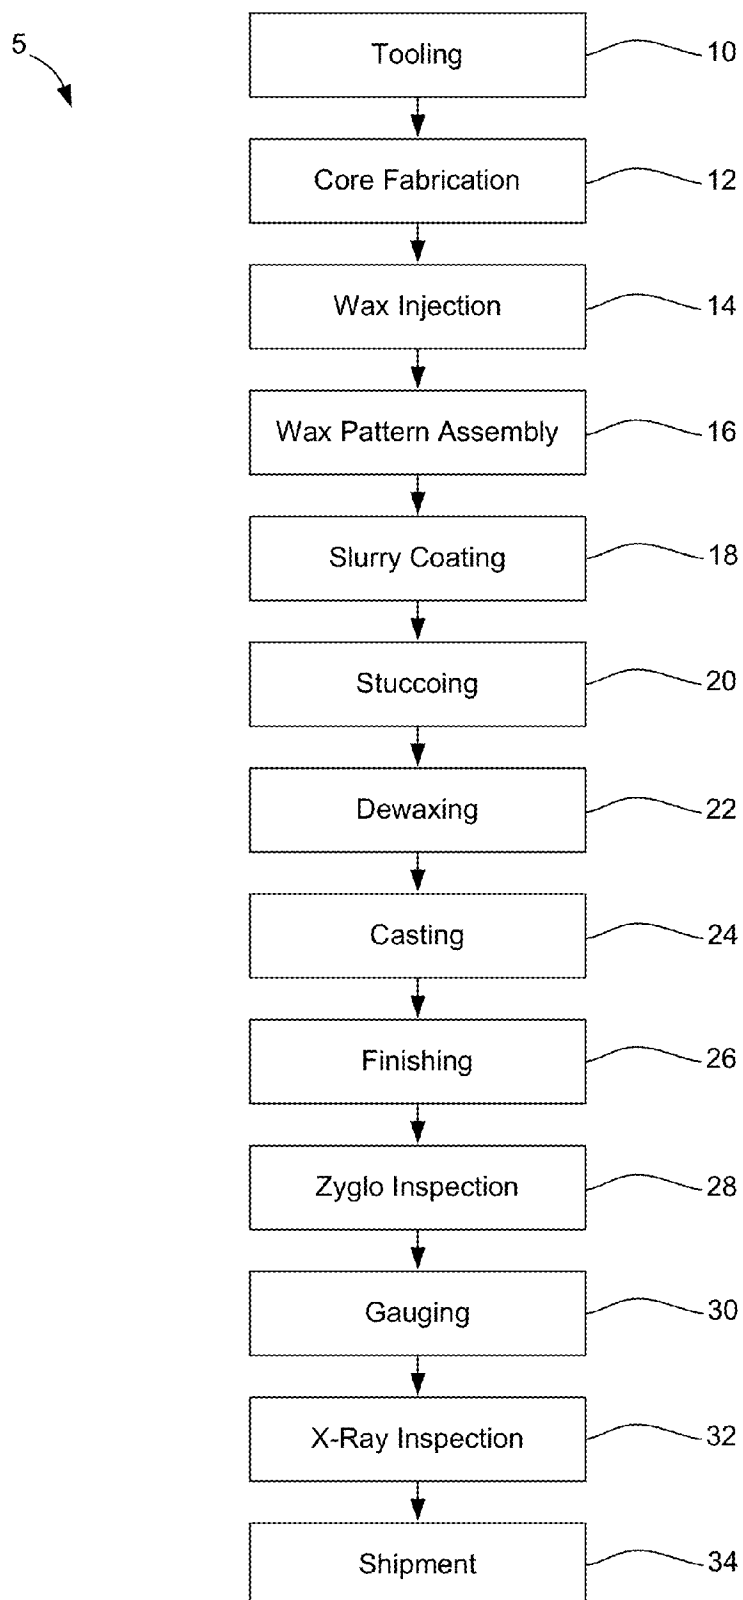 5
Tooling 10
Core Fabrication 12
Wax Injection 14
Wax Pattern Assembly 16
Slurry Coating 18
Stuccoing 20
Dewaxing 22
Casting 24
Finishing 26
Zyglo Inspection 28
Gauging 30
X-Ray Inspection 32
Shipment 34